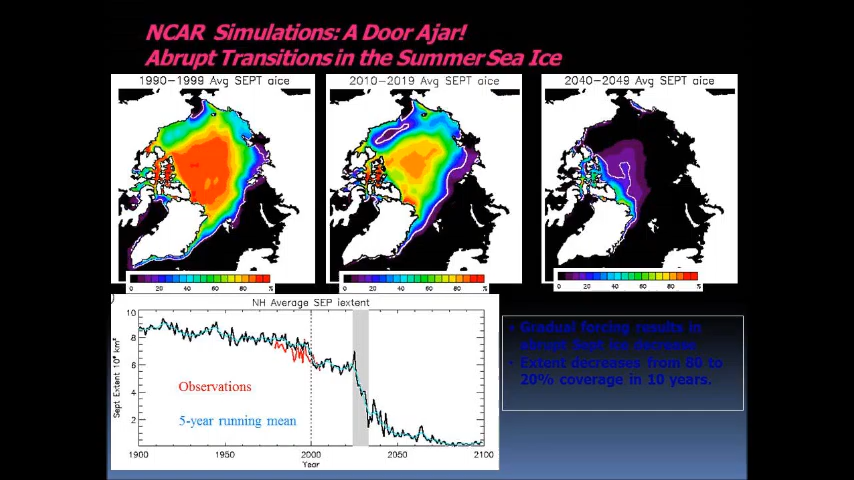 NCAR Simulations: A Door Ajar!
Abrupt Transitions in the Summer Sea Ice
1990-1999 Avg SEPT aice
2010-2019 Avg SEPT aice
2040-2049 Avg SEPT aice
0 20 40 60 80 %
0 20 40 60 80 %
0 20 40 60 80 %
NH Average SEP iextent
Sept Extent 10⁶ km²
10
8
6
4
2
Observations
5-year running mean
1900 1950 2000 2050 2100
Year
• Gradual forcing results in
abrupt Sept ice decrease
• Extent decreases from 80 to
20% coverage in 10 years.